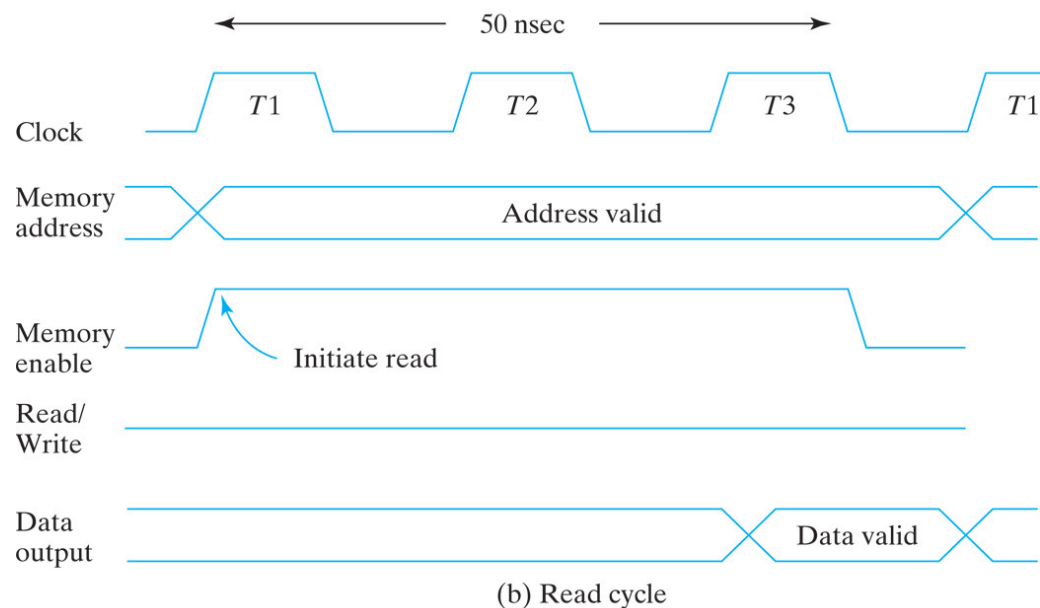 50 nsec
T1
T2
T3
T1
Clock
Memory
address
Address valid
Memory
enable
Initiate read
Read/
Write
Data
output
Data valid
(b) Read cycle